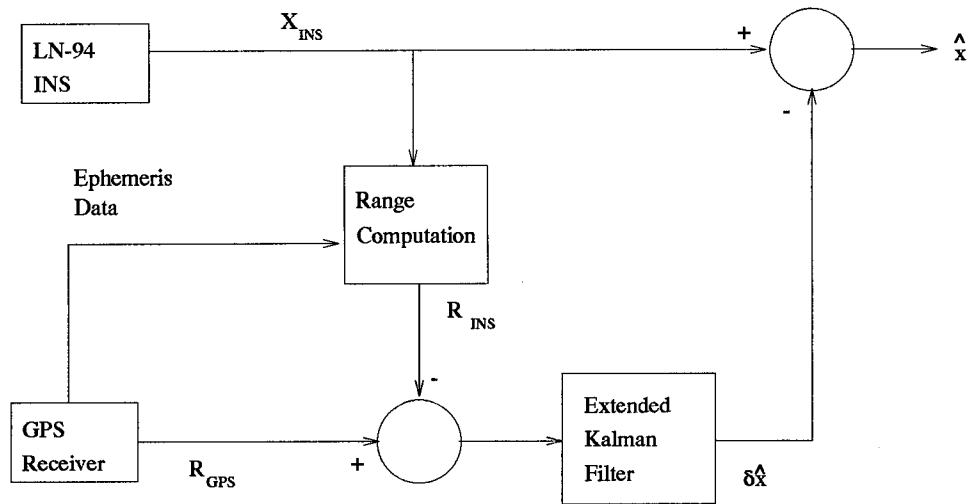 X_INS
LN-94
INS
+
x̂
-
Ephemeris
Data
Range
Computation
R_INS
-
GPS
Receiver
R_GPS
+
Extended
Kalman
Filter
δx̂